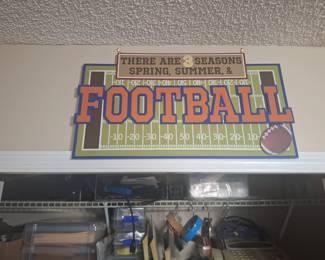 THERE ARE 3 SEASONS
SPRING, SUMMER, &
FOOTBALL
-10 -20 -30 -40 -50 -40 -30 -20 -10